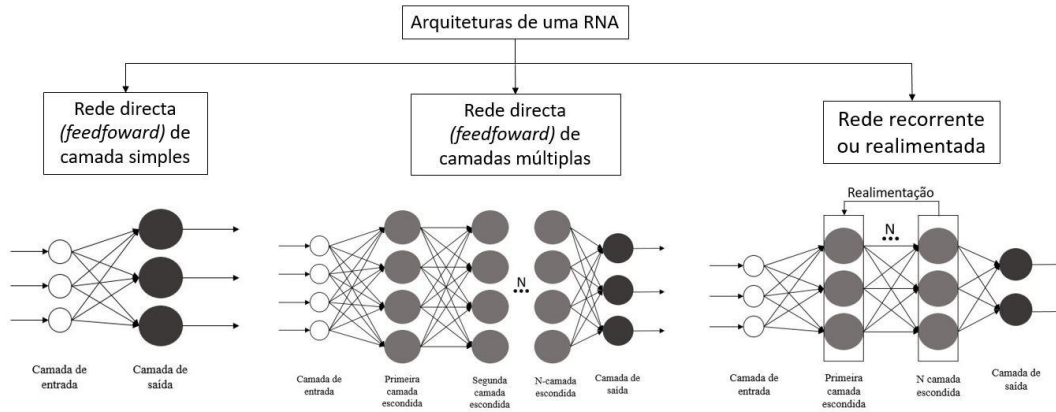 Arquiteturas de uma RNA
Rede directa
(feedfoward) de
camada simples
Rede directa
(feedfoward) de
camadas múltiplas
Rede recorrente
ou realimentada
Realimentação
N
...
N
...
Camada de
entrada
Camada de
saída
Camada de
entrada
Primeira
camada
escondida
Segunda
camada
escondida
N-camada
escondida
Camada de
saída
Camada de
entrada
Primeira
camada
escondida
N camada
escondida
Camada de
saída